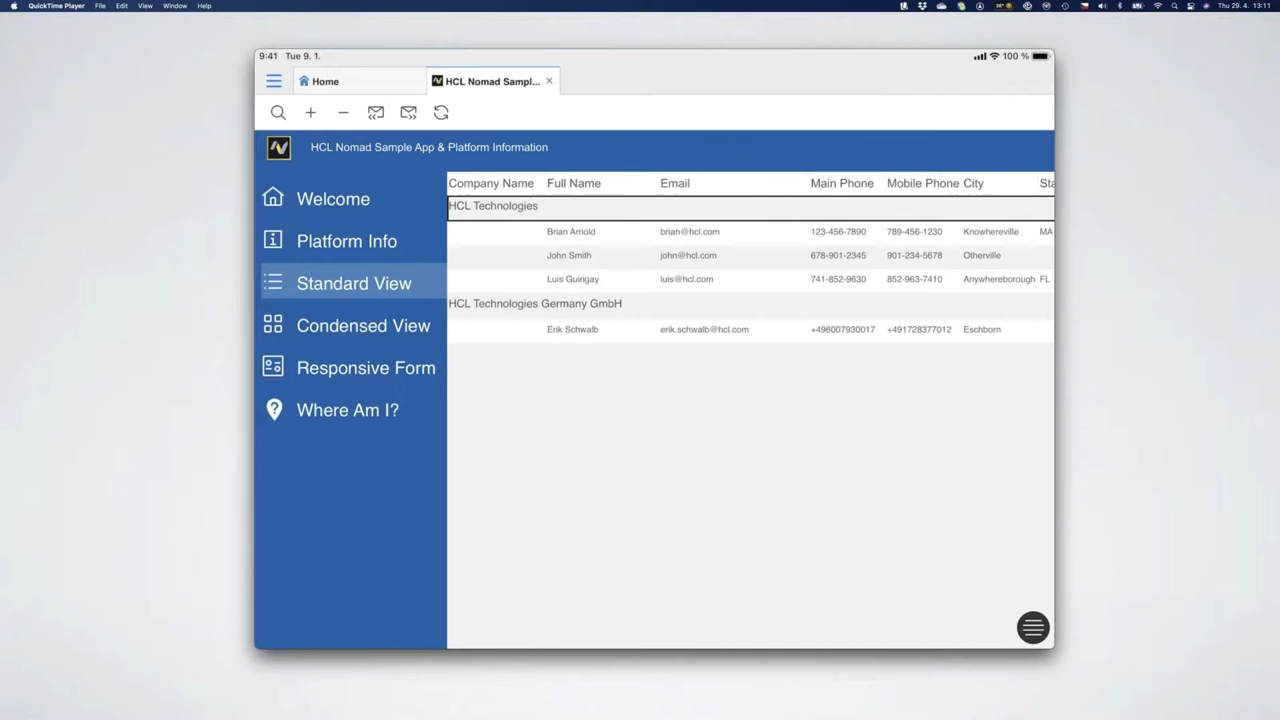 QuickTime Player File Edit View Window Help Thu 29. 4. 13:11
9:41 Tue 9. 1. 100 %
Home HCL Nomad Sampl...
HCL Nomad Sample App & Platform Information
Welcome
Platform Info
Standard View
Condensed View
Responsive Form
Where Am I?
Company Name Full Name Email Main Phone Mobile Phone City Sta
HCL Technologies
Brian Arnold brian@hcl.com 123-456-7890 789-456-1230 Knowhereville MA
John Smith john@hcl.com 678-901-2345 901-234-5678 Otherville
Luis Guirigay luis@hcl.com 741-852-9630 852-963-7410 Anywhereborough FL
HCL Technologies Germany GmbH
Erik Schwalb erik.schwalb@hcl.com +496007930017 +491728377012 Eschborn